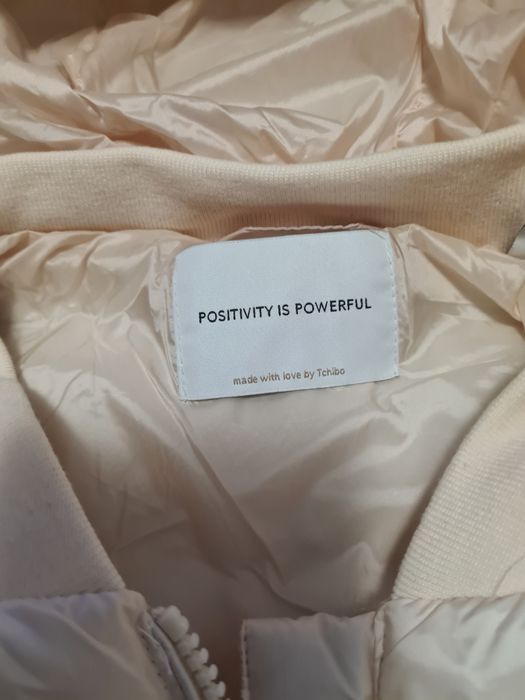 POSITIVITY IS POWERFUL
made with love by Tchibo